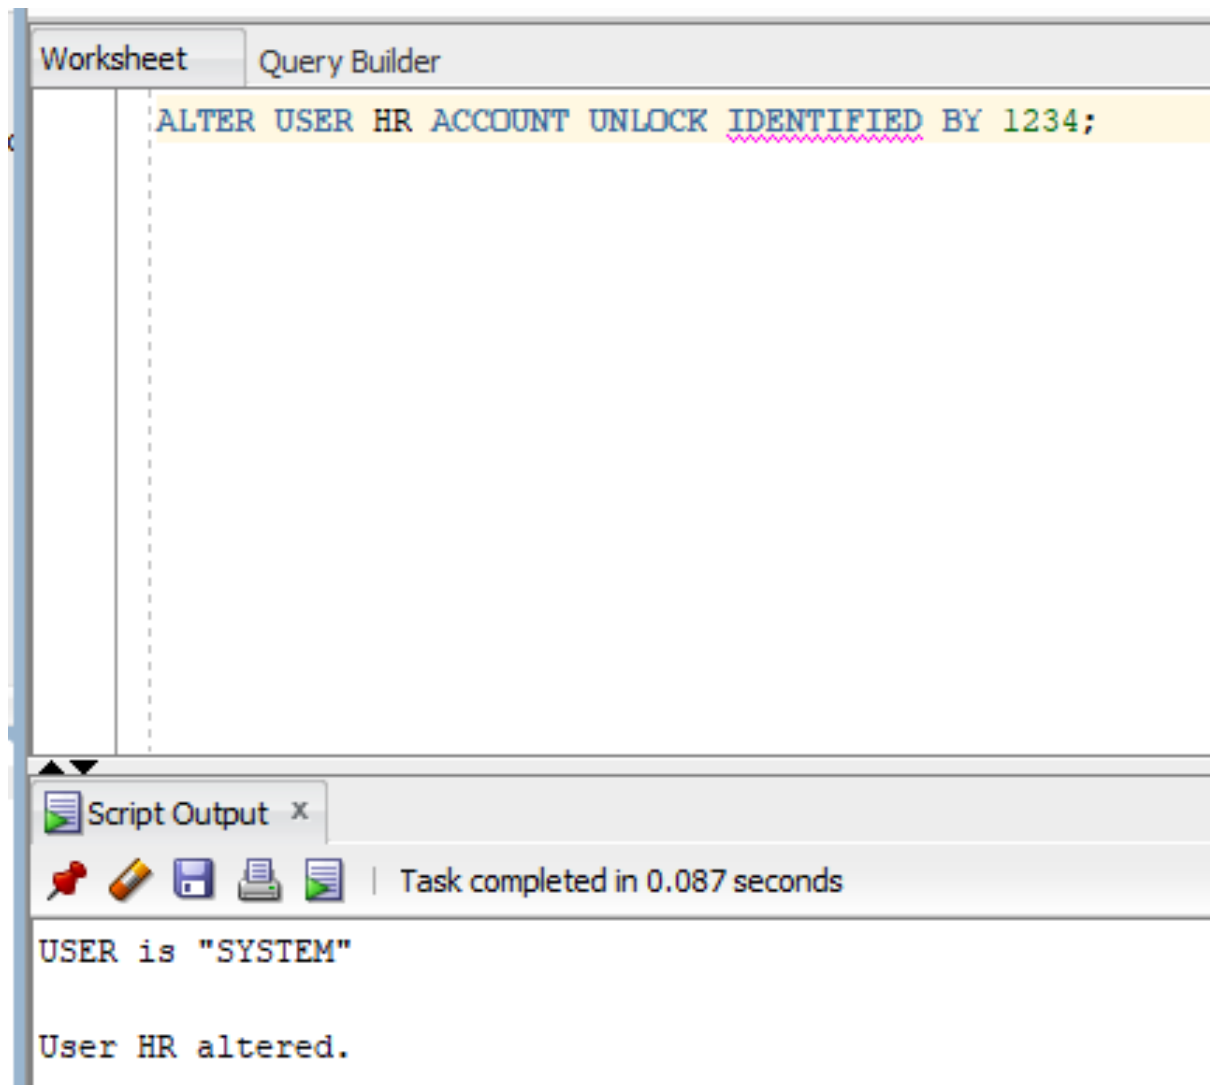 Worksheet Query Builder
ALTER USER HR ACCOUNT UNLOCK IDENTIFIED BY 1234;
Script Output x
Task completed in 0.087 seconds
USER is "SYSTEM"
User HR altered.